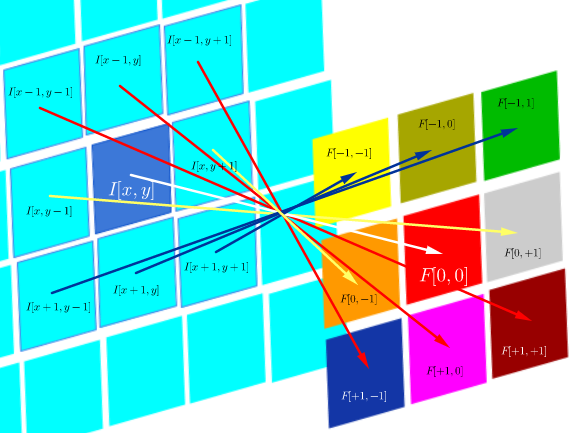 I[x−1,y−1]
I[x−1,y]
I[x−1,y+1]
I[x,y−1]
I[x,y]
I[x,y+1]
I[x+1,y−1]
I[x+1,y]
I[x+1,y+1]
F[−1,−1]
F[−1,0]
F[−1,1]
F[0,−1]
F[0,0]
F[0,+1]
F[+1,−1]
F[+1,0]
F[+1,+1]